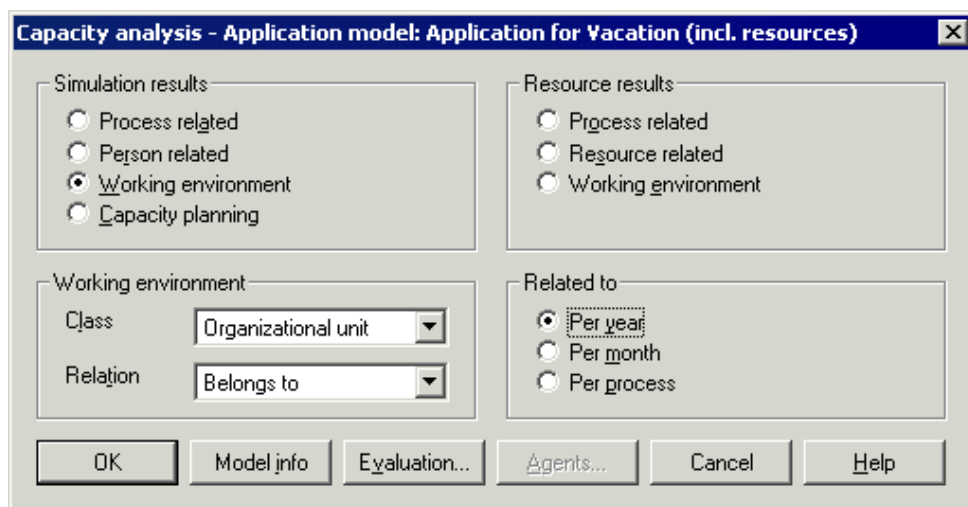 Capacity analysis - Application model: Application for Vacation (incl. resources)
Simulation results
Process related
Person related
Working environment
Capacity planning
Resource results
Process related
Resource related
Working environment
Working environment
Class
Organizational unit
Relation
Belongs to
Related to
Per year
Per month
Per process
OK
Model info
Evaluation...
Agents...
Cancel
Help